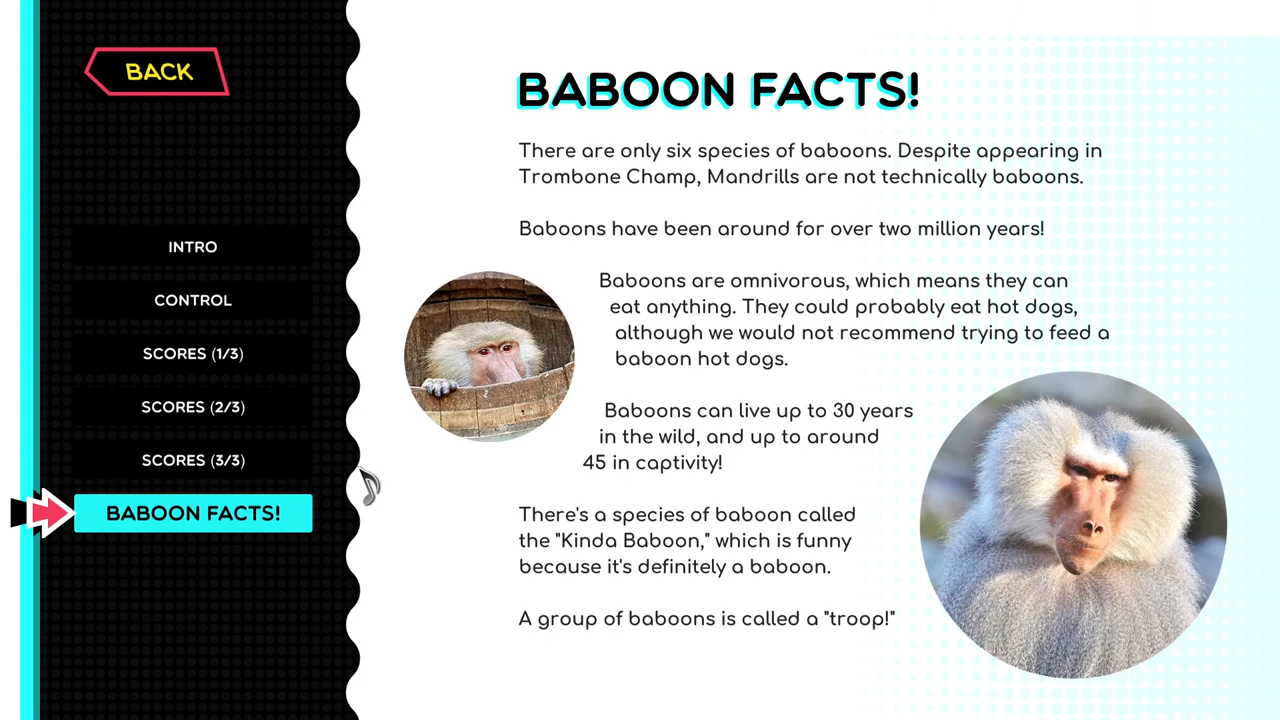 BACK
INTRO
CONTROL
SCORES (1/3)
SCORES (2/3)
SCORES (3/3)
BABOON FACTS!
BABOON FACTS!
There are only six species of baboons. Despite appearing in
Trombone Champ, Mandrills are not technically baboons.
Baboons have been around for over two million years!
Baboons are omnivorous, which means they can
eat anything. They could probably eat hot dogs,
although we would not recommend trying to feed a
baboon hot dogs.
Baboons can live up to 30 years
in the wild, and up to around
45 in captivity!
There's a species of baboon called
the "Kinda Baboon," which is funny
because it's definitely a baboon.
A group of baboons is called a "troop!"